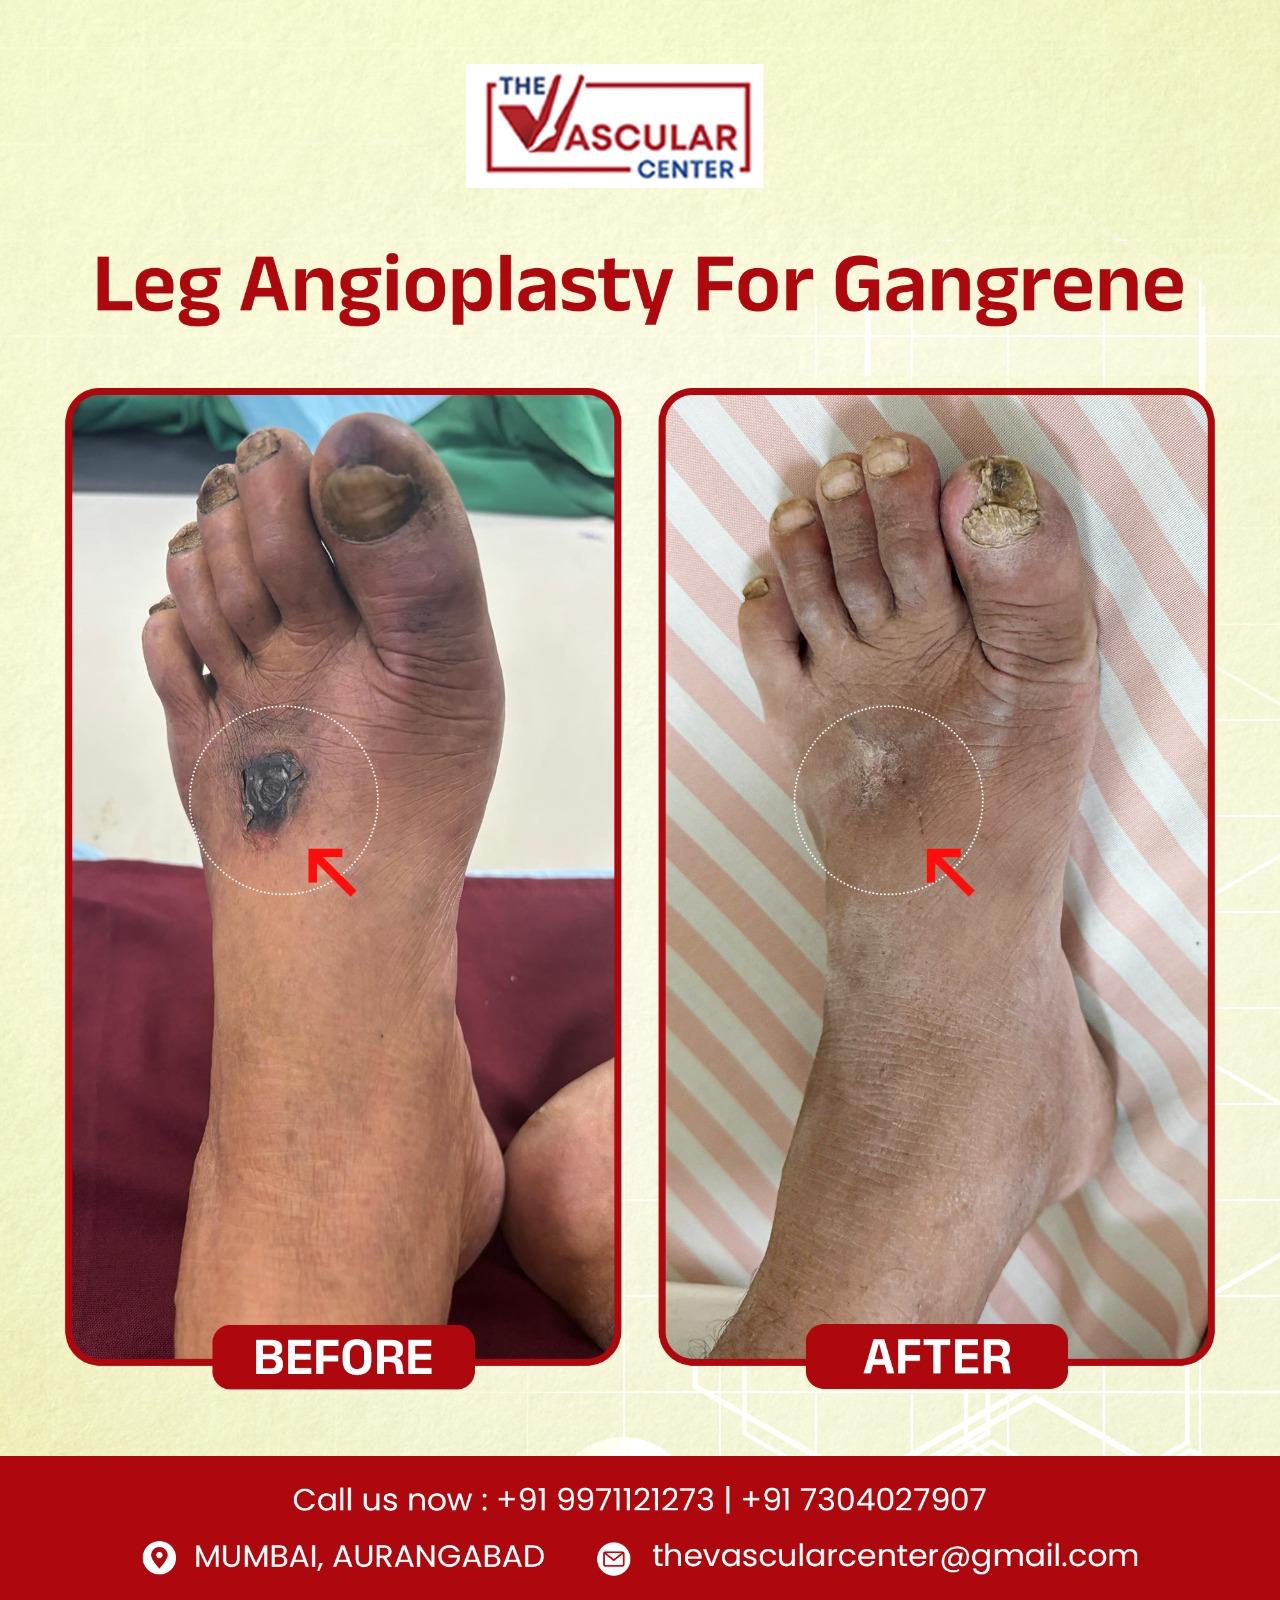 THE
VASCULAR
CENTER
Leg Angioplasty For Gangrene
BEFORE
AFTER
Call us now : +91 9971121273 | +91 7304027907
MUMBAI, AURANGABAD
thevascularcenter@gmail.com